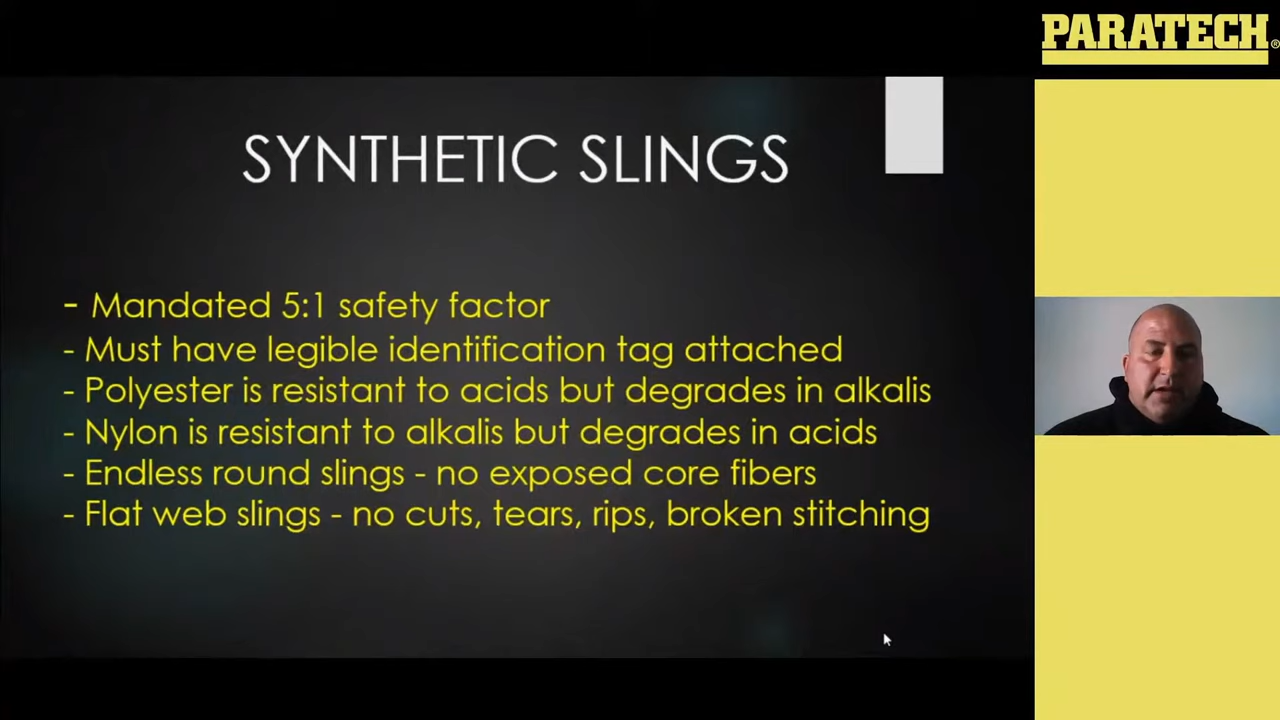 PARATECH®
SYNTHETIC SLINGS
- Mandated 5:1 safety factor
- Must have legible identification tag attached
- Polyester is resistant to acids but degrades in alkalis
- Nylon is resistant to alkalis but degrades in acids
- Endless round slings - no exposed core fibers
- Flat web slings - no cuts, tears, rips, broken stitching